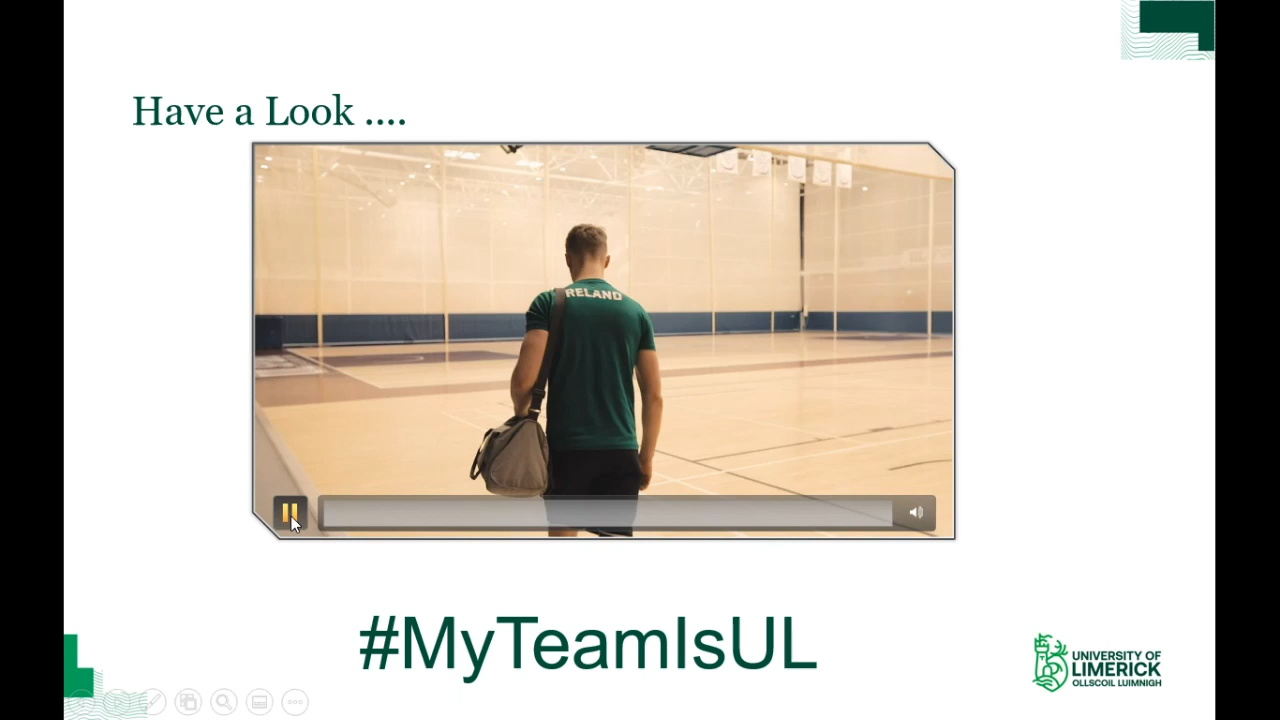 Have a Look ....
RELAND
#MyTeamIsUL
UNIVERSITY OF
LIMERICK
OLLSCOIL LUIMNIGH